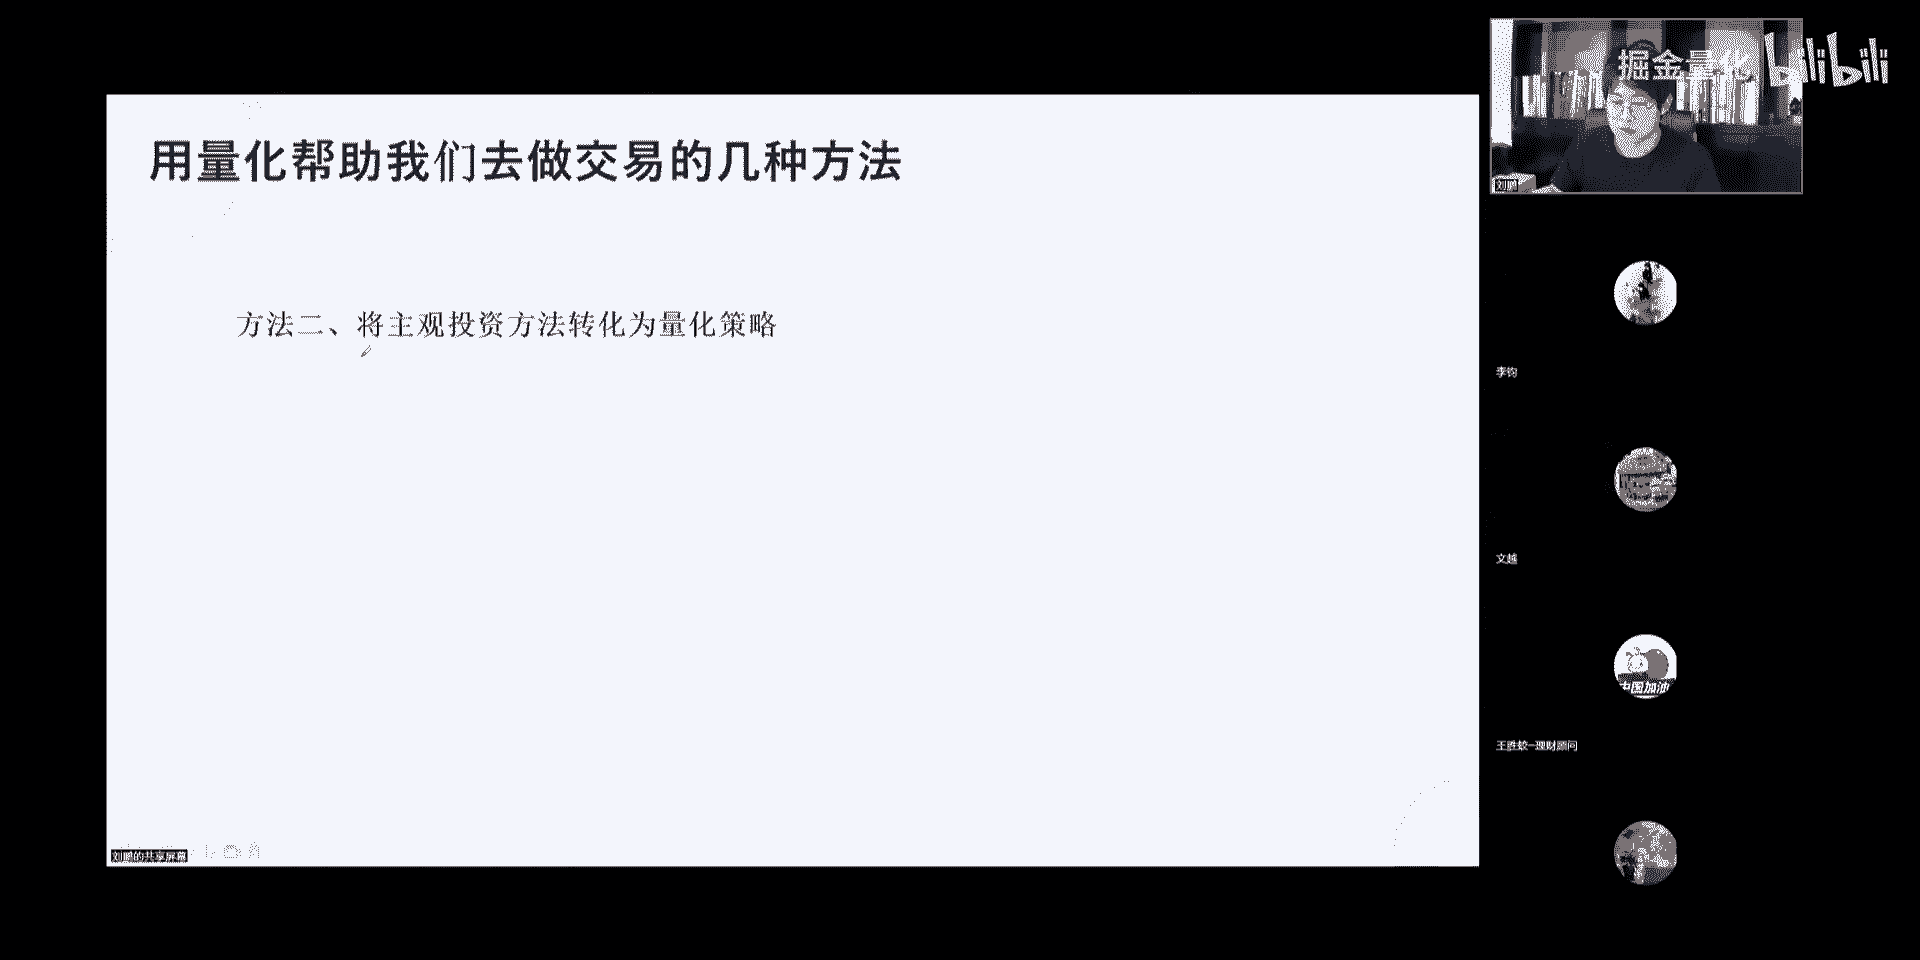 用量化帮助我们去做交易的几种方法
方法二、将主观投资方法转化为量化策略
掘金量化 bilibili
刘鹏
李钧
文越
中国加油
王胜蛟-理财顾问
刘鹏的共享屏幕